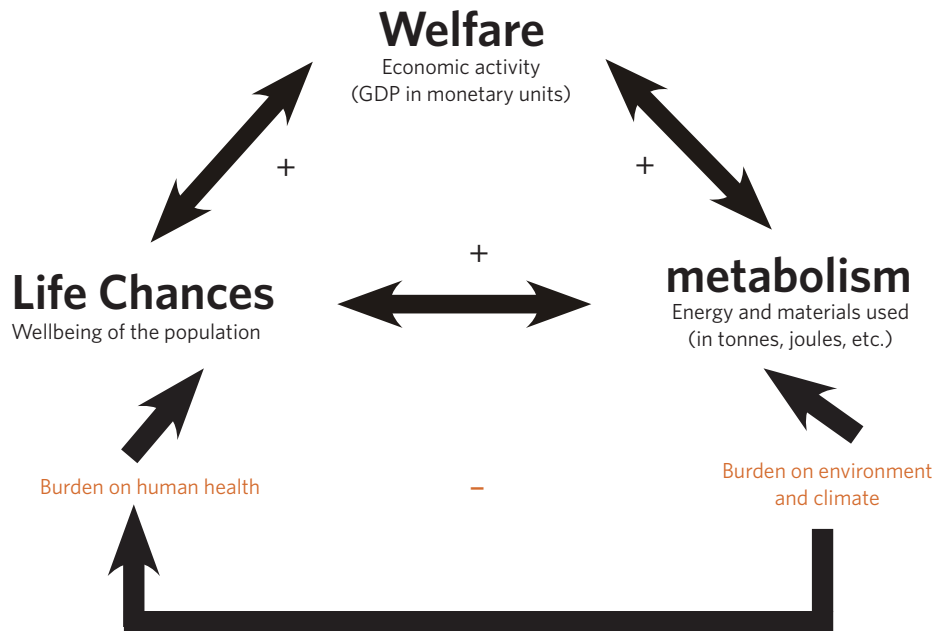 Welfare
Economic activity
(GDP in monetary units)
+
+
+
Life Chances
Wellbeing of the population
metabolism
Energy and materials used
(in tonnes, joules, etc.)
Burden on human health
–
Burden on environment
and climate